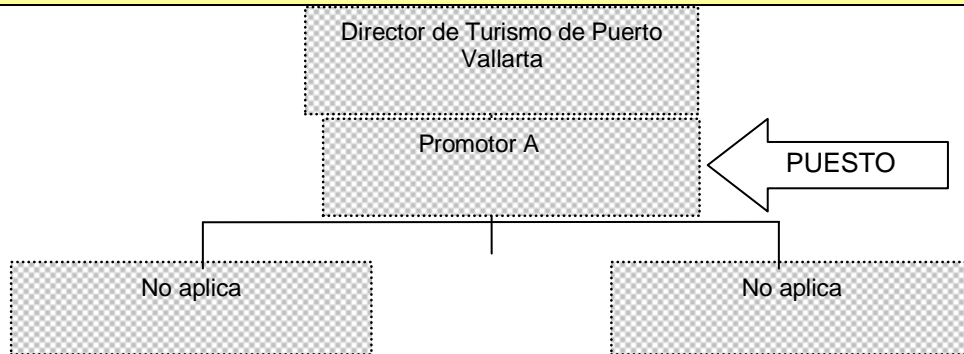 Director de Turismo de Puerto
Vallarta
Promotor A
PUESTO
No aplica
No aplica